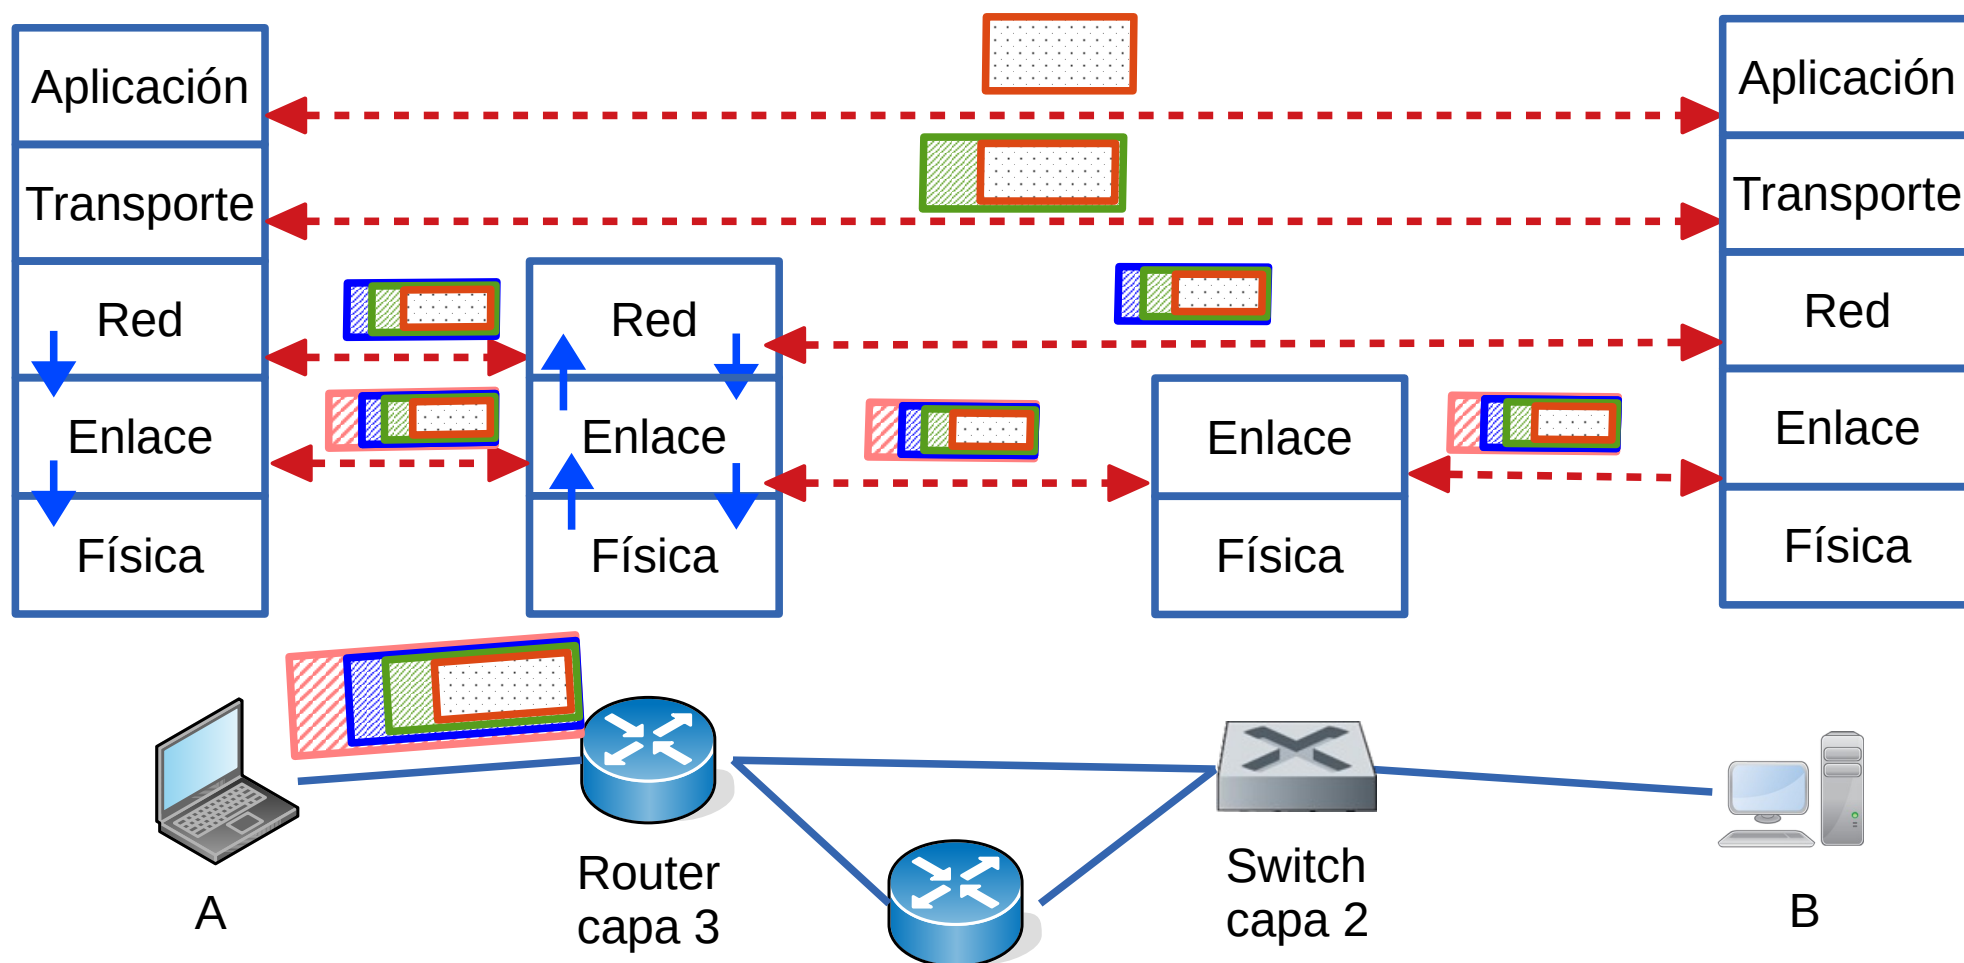 Aplicación
Transporte
Red
Enlace
Física
Red
Enlace
Física
Enlace
Física
Aplicación
Transporte
Red
Enlace
Física
A
Router
capa 3
Switch
capa 2
B